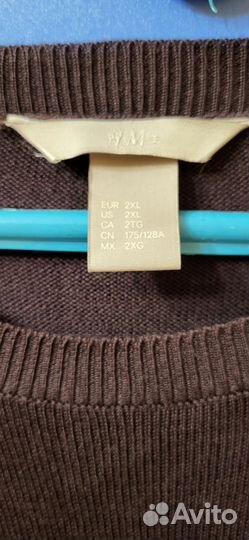 H&M
EUR 2XL
US 2XL
CA 2TG
CN 175/128A
MX 2XG
Avito